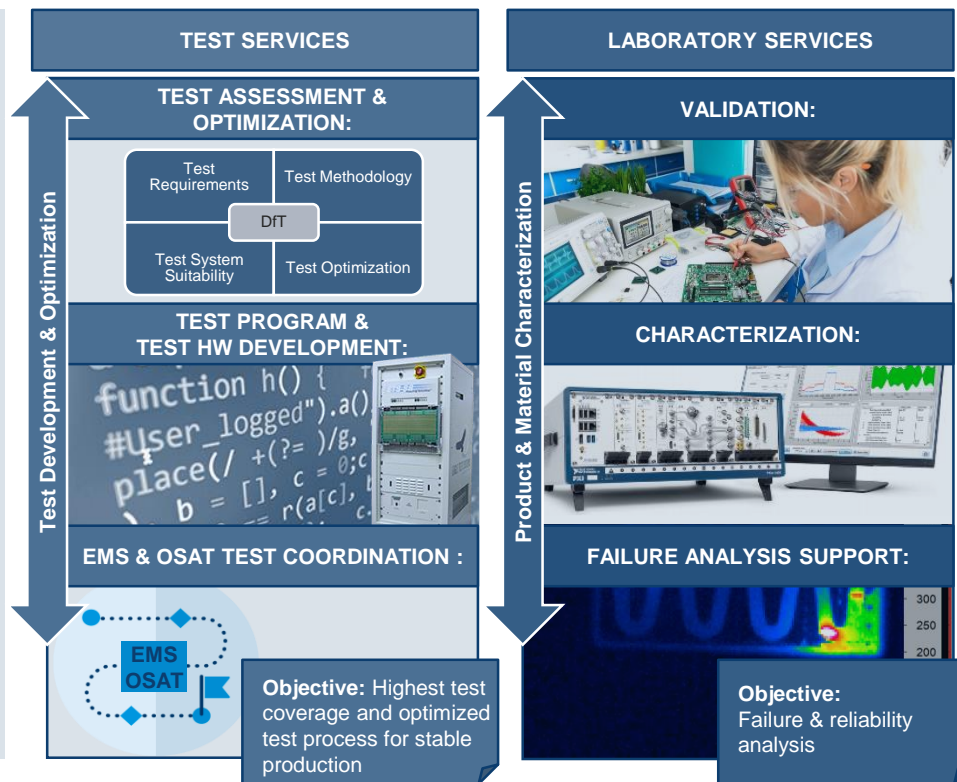 TEST SERVICES
Test Development & Optimization
TEST ASSESSMENT &
OPTIMIZATION:
Test
Requirements
Test Methodology
DfT
Test System
Suitability
Test Optimization
TEST PROGRAM &
TEST HW DEVELOPMENT:
function h() {
#User_logged").a()
place(/ +(?= )/g,
b = [], c = 0;c
r(a[c],
EMS & OSAT TEST COORDINATION :
EMS
OSAT
Objective: Highest test
coverage and optimized
test process for stable
production
LABORATORY SERVICES
Product & Material Characterization
VALIDATION:
CHARACTERIZATION:
FAILURE ANALYSIS SUPPORT:
300
250
200
Objective:
Failure & reliability
analysis